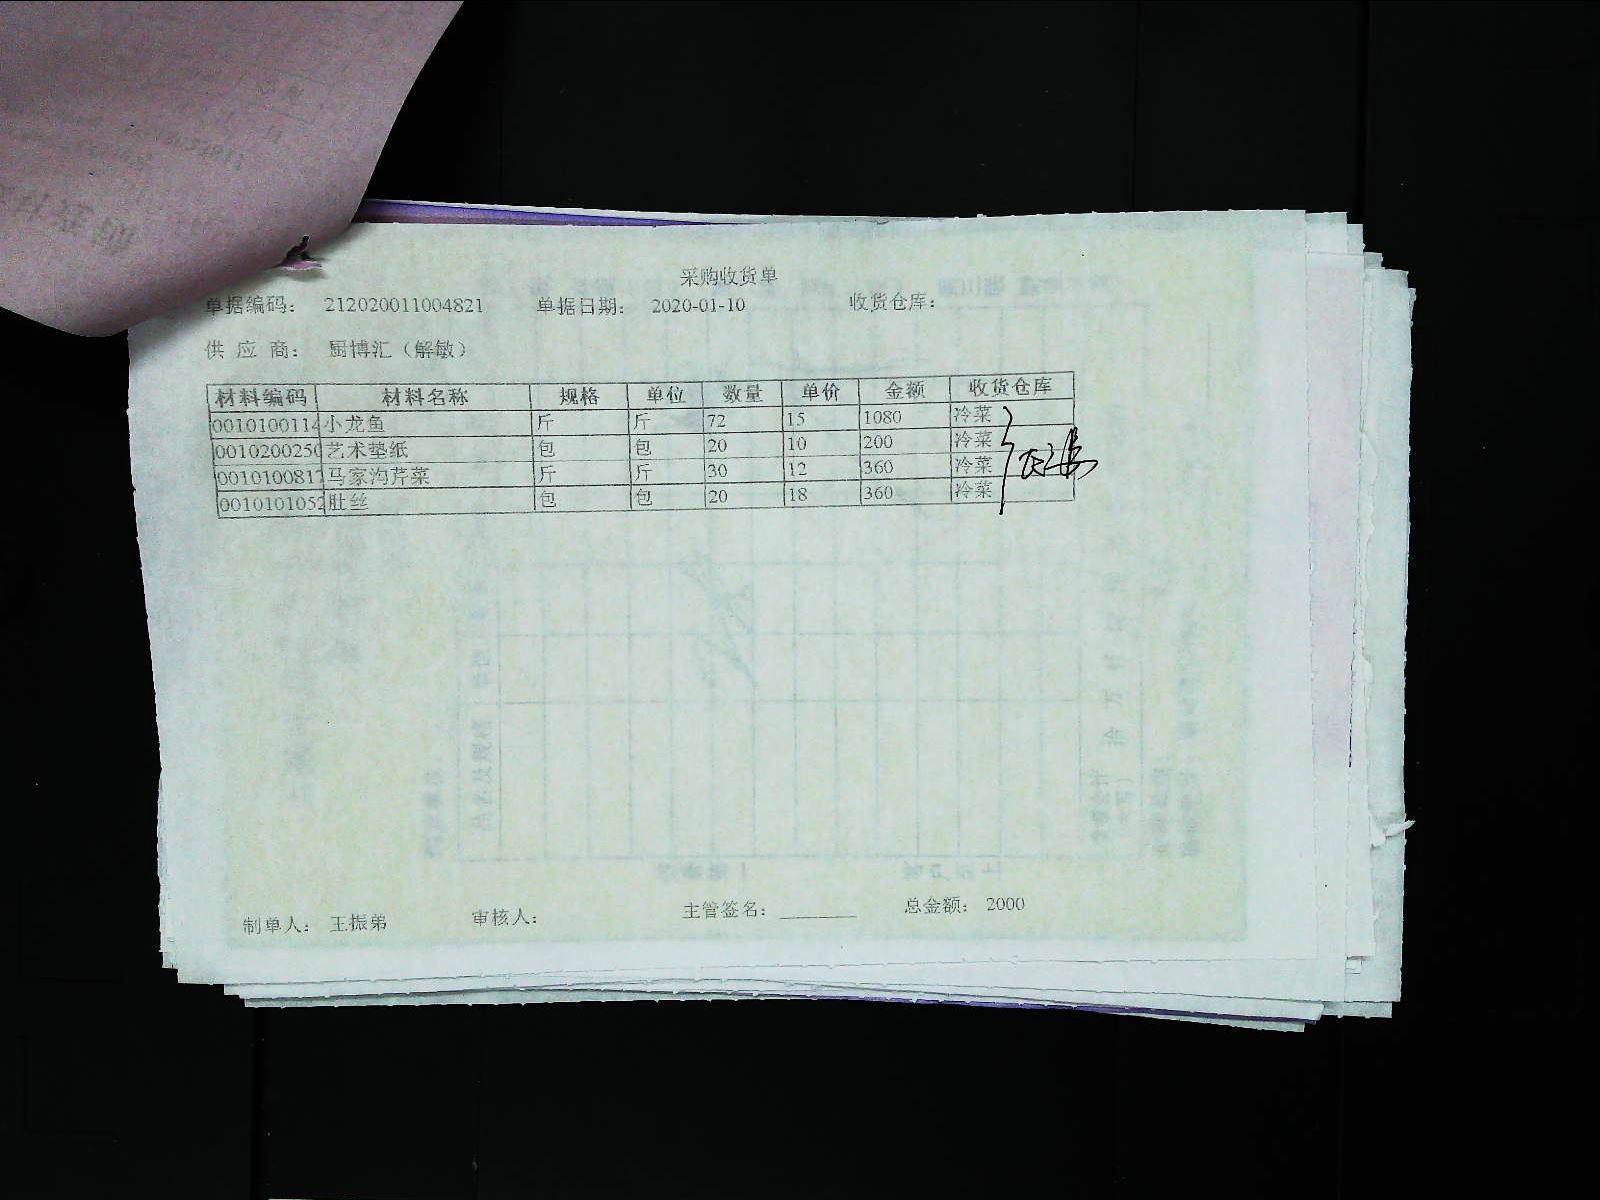 采购收货单
单据编码： 212020011004821 单据日期： 2020-01-10 收货仓库：
供 应 商： 屈博汇（解敏）
材料编码 材料名称 规格 单位 数量 单价 金额 收货仓库
0010100114 小龙鱼 斤 斤 72 15 1080 冷菜
0010200250 艺术垫纸 包 包 20 10 200 冷菜
0010100817 马家沟芹菜 斤 斤 30 12 360 冷菜
0010101052 肚丝 包 包 20 18 360 冷菜
制单人： 王振弟 审核人： 主管签名： 总金额： 2000